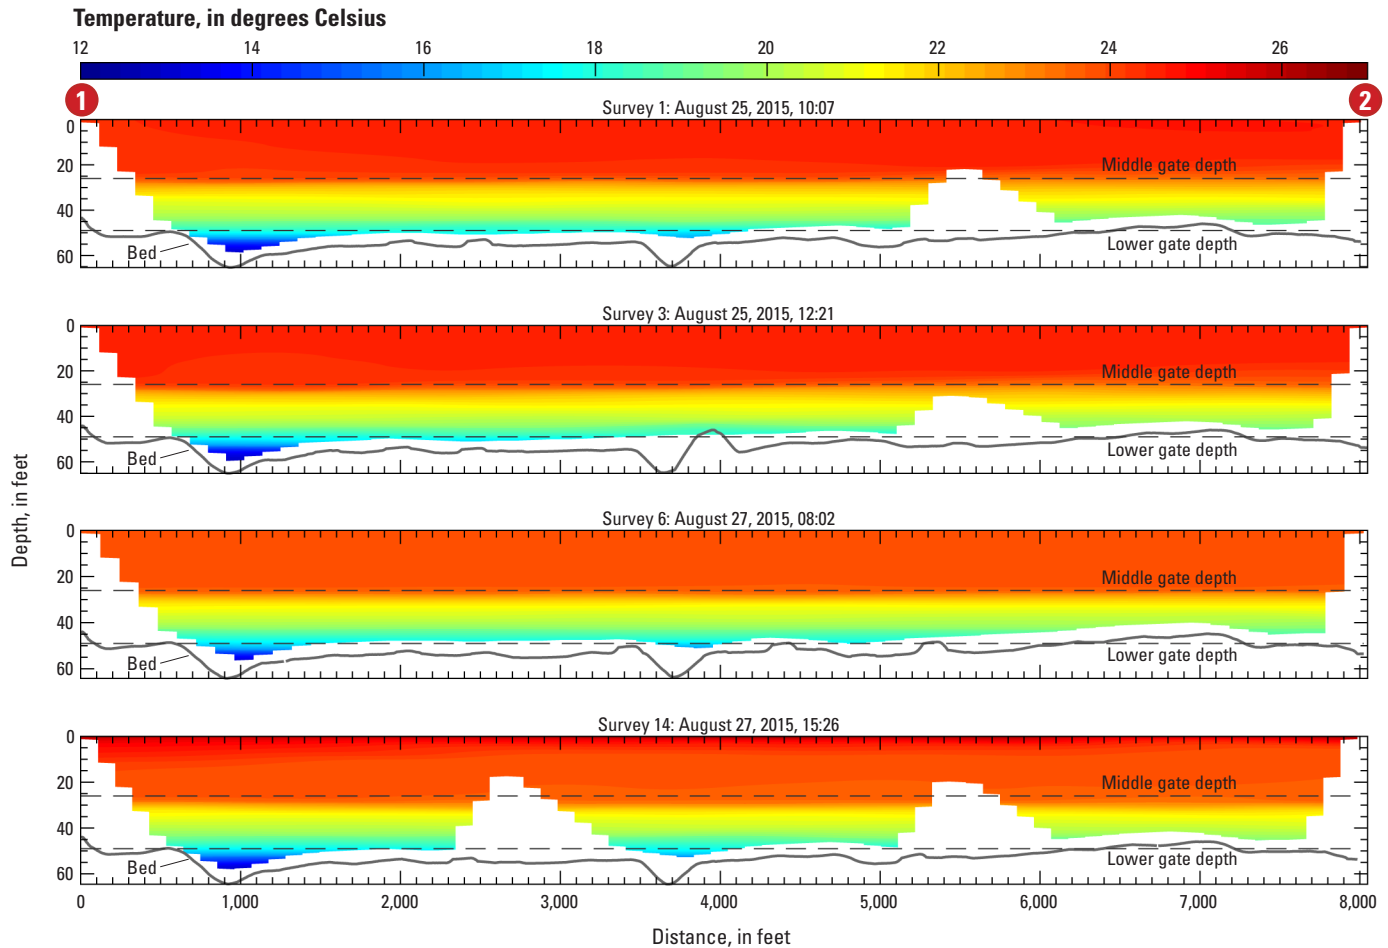 Temperature, in degrees Celsius
12 14 16 18 20 22 24 26
1 2
Survey 1: August 25, 2015, 10:07
0
20
40
60
Middle gate depth
Lower gate depth
Bed
Survey 3: August 25, 2015, 12:21
0
20
40
60
Middle gate depth
Lower gate depth
Bed
Depth, in feet
Survey 6: August 27, 2015, 08:02
0
20
40
60
Middle gate depth
Lower gate depth
Bed
Survey 14: August 27, 2015, 15:26
0
20
40
60
Middle gate depth
Lower gate depth
Bed
0 1,000 2,000 3,000 4,000 5,000 6,000 7,000 8,000
Distance, in feet